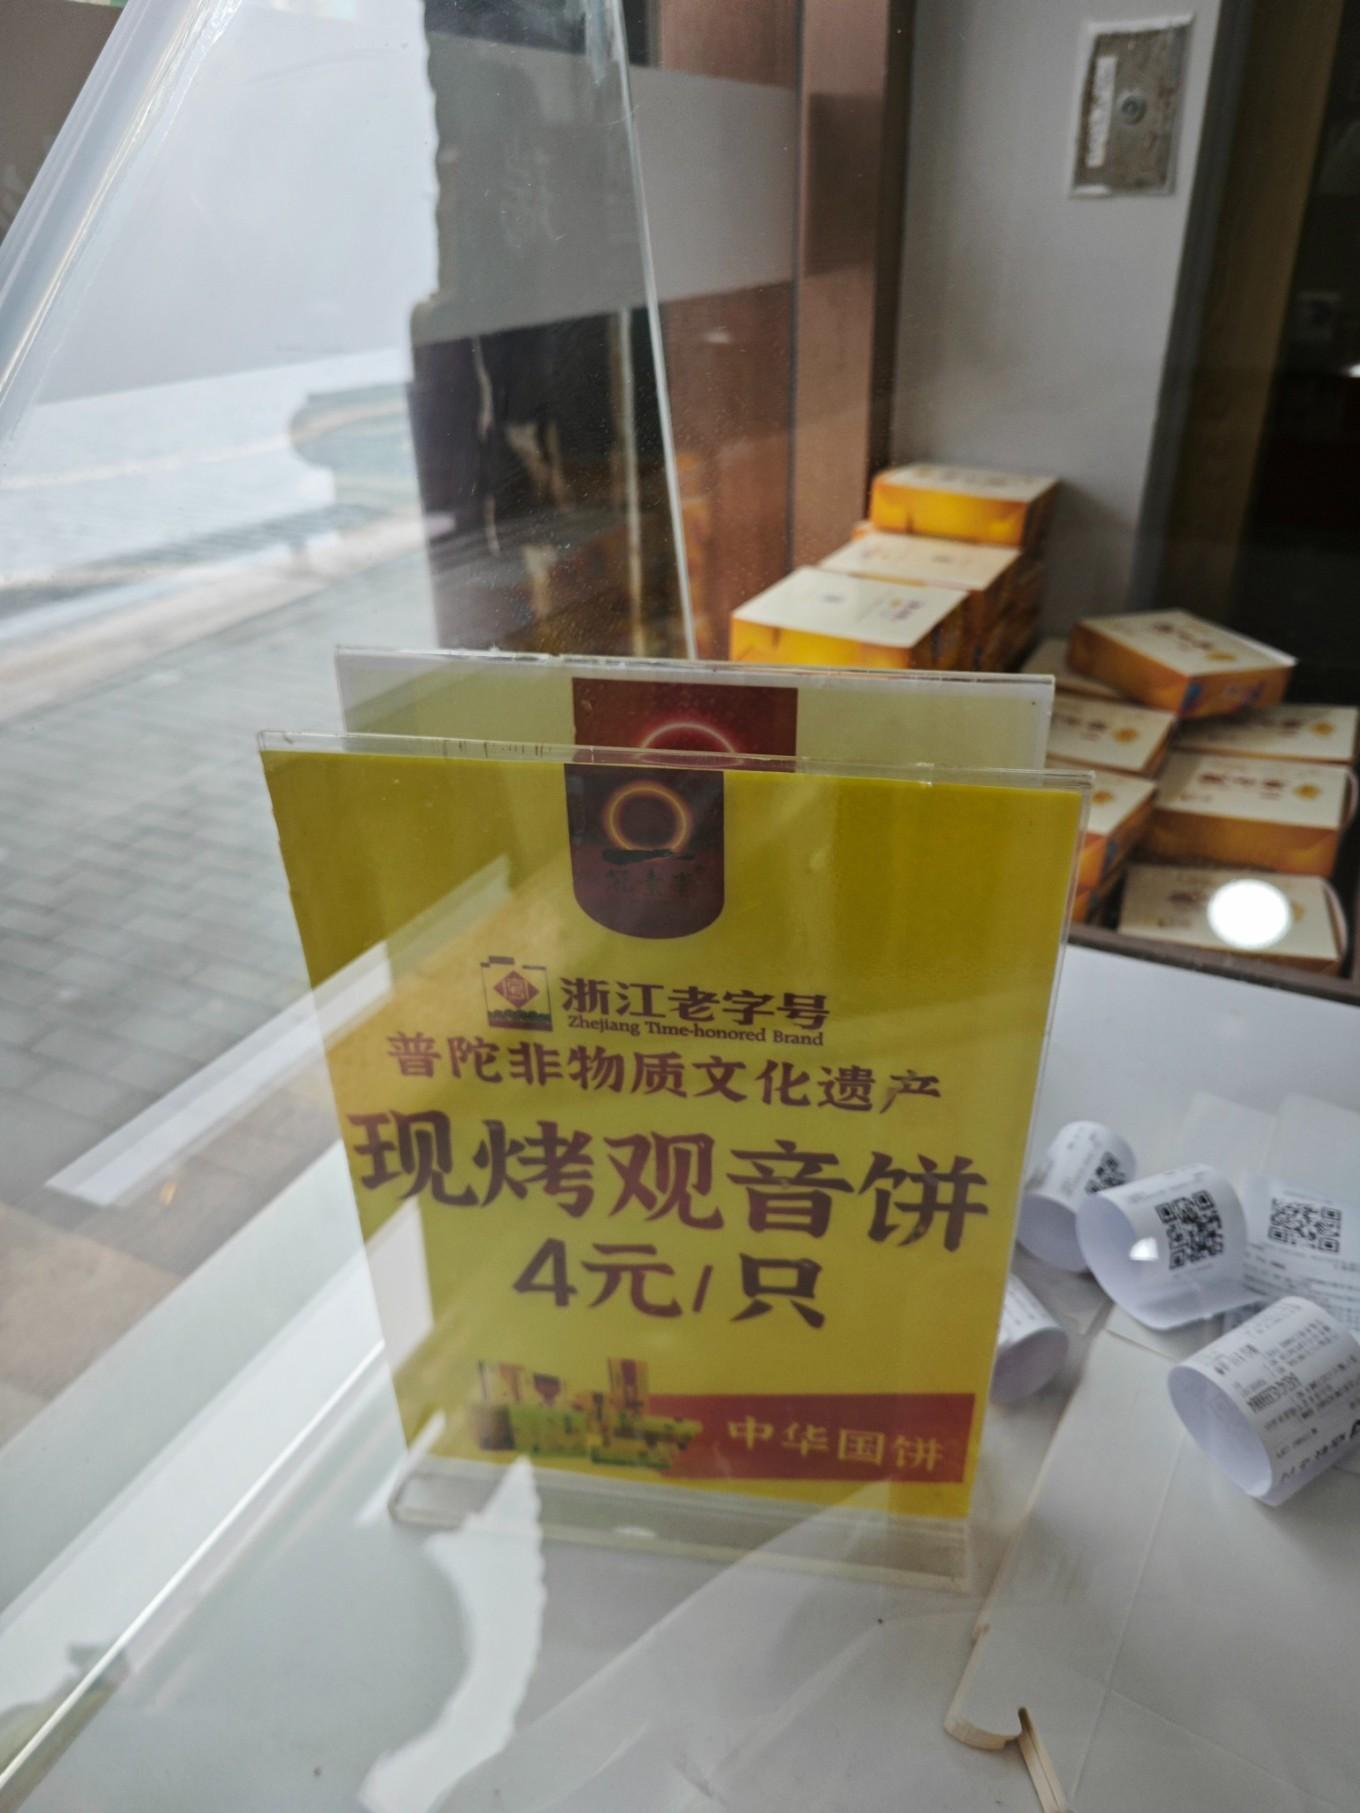 浙江老字号
Zhejiang Time-honored Brand
普陀非物质文化遗产
现烤观音饼
4元/只
中华国饼